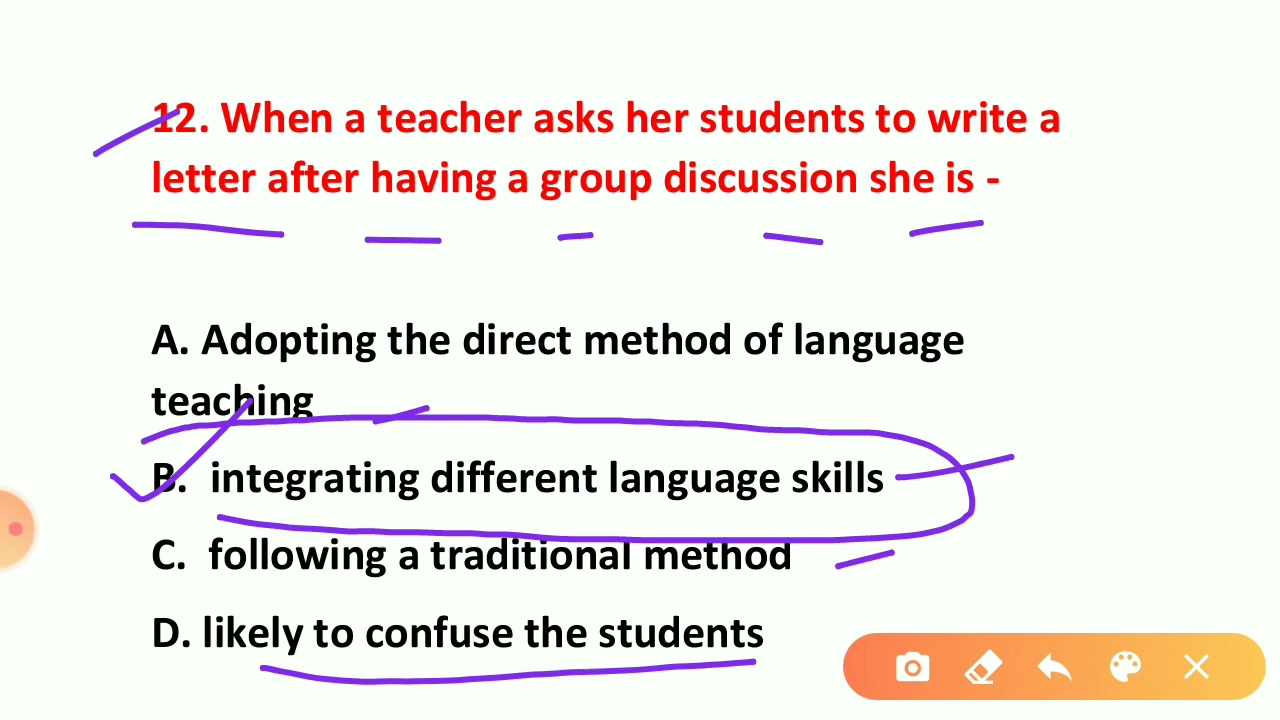 12. When a teacher asks her students to write a
letter after having a group discussion she is -
A. Adopting the direct method of language
teaching
B. integrating different language skills
C. following a traditional method
D. likely to confuse the students